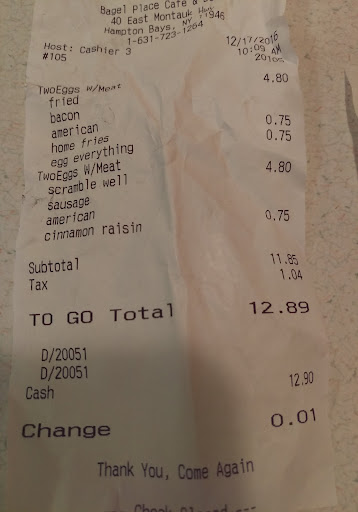 Bagel Place Cafe &
40 East Montauk Hwy
Hampton Bays, NY 11946
1-631-723-1264
Host: Cashier 3 12/17/2016
#105 10:09 AM
TwoEggs W/Meat 4.80
fried
bacon
american 0.75
home fries 0.75
egg everything
TwoEggs W/Meat 4.80
scramble well
sausage
american 0.75
cinnamon raisin
Subtotal 11.85
Tax 1.04
TO GO Total 12.89
D/20051
D/20051
Cash 12.90
Change 0.01
Thank You, Come Again
--- Check Closed ---